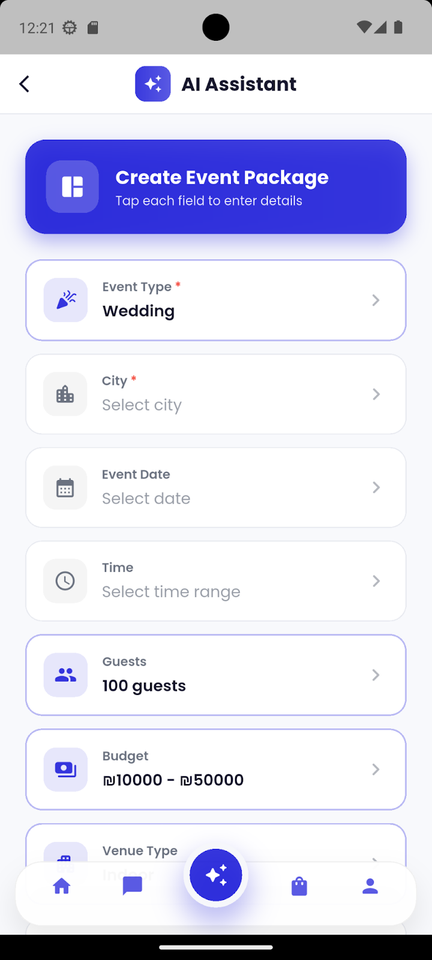 12:21
AI Assistant
Create Event Package
Tap each field to enter details
Event Type *
Wedding
City *
Select city
Event Date
Select date
Time
Select time range
Guests
100 guests
Budget
₪10000 - ₪50000
Venue Type